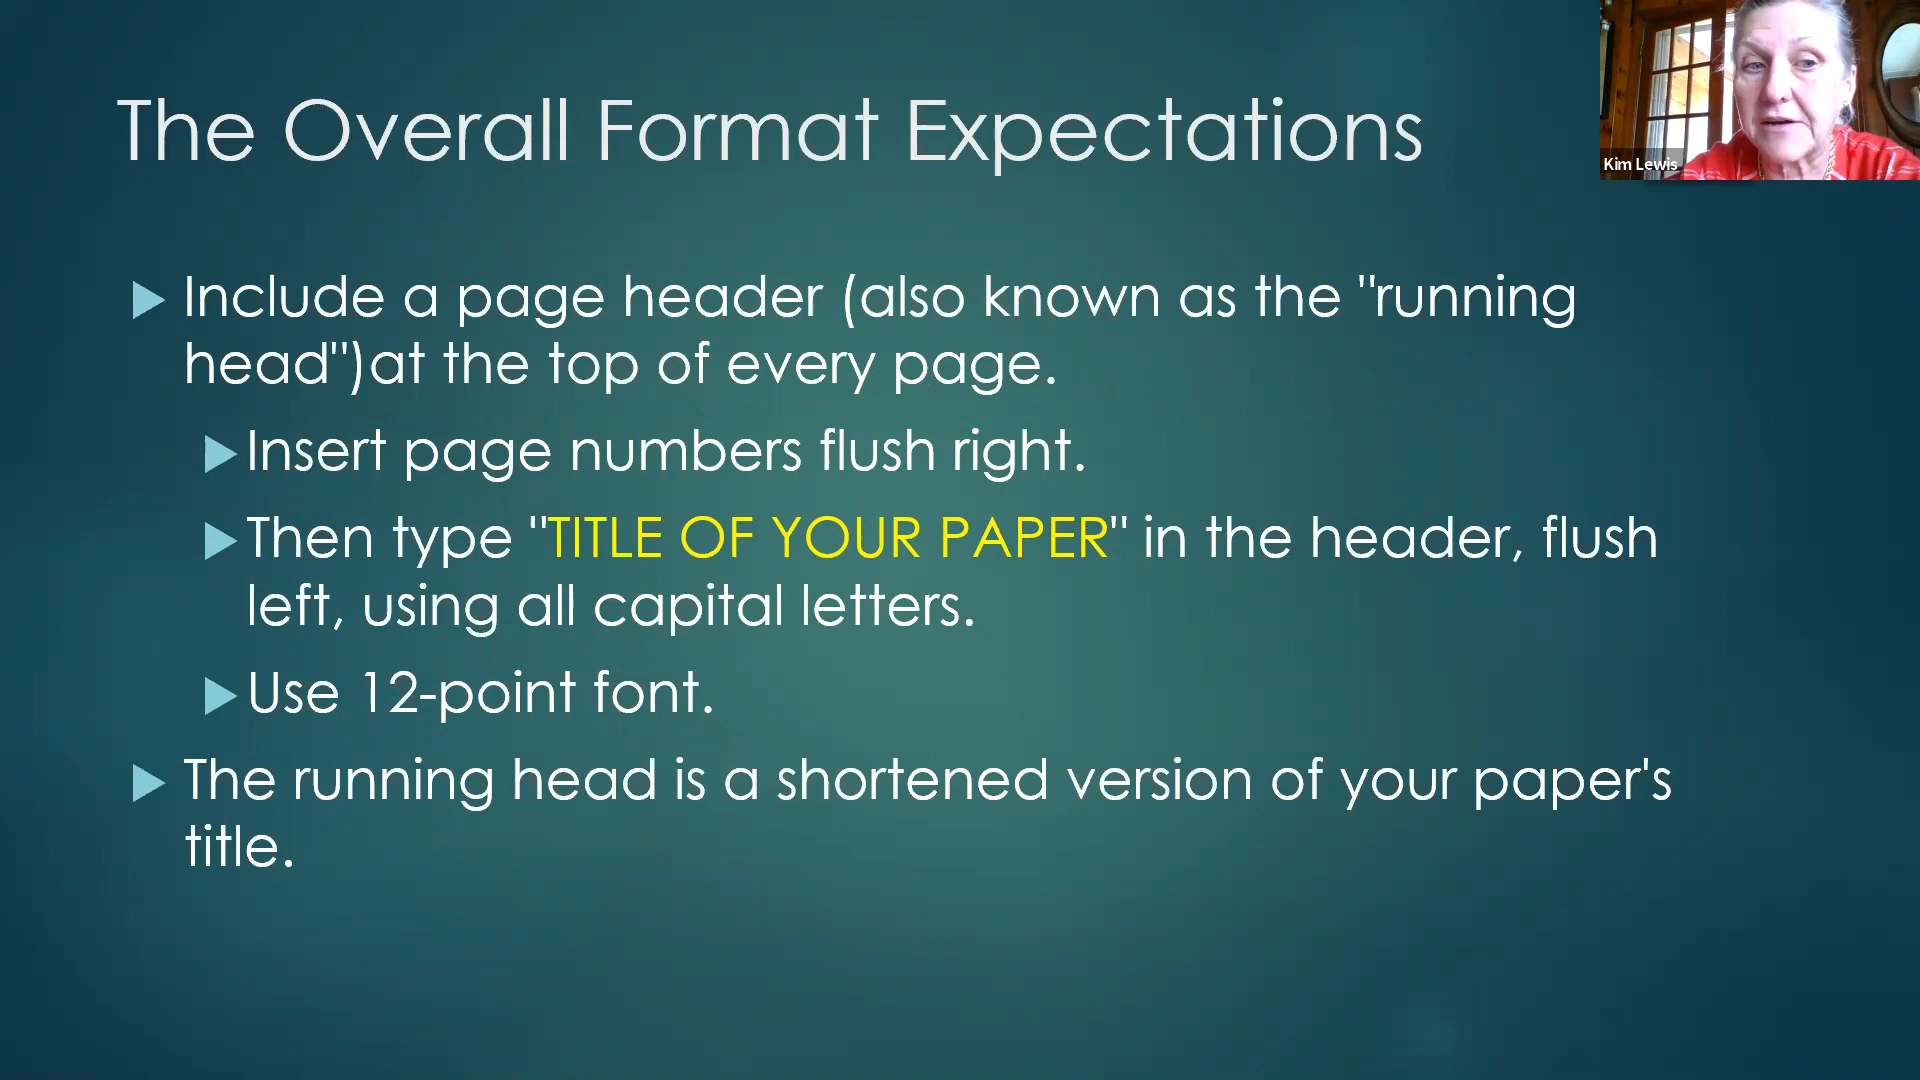 The Overall Format Expectations
Kim Lewis
Include a page header (also known as the "running
head")at the top of every page.
Insert page numbers flush right.
Then type "TITLE OF YOUR PAPER" in the header, flush
left, using all capital letters.
Use 12-point font.
The running head is a shortened version of your paper's
title.